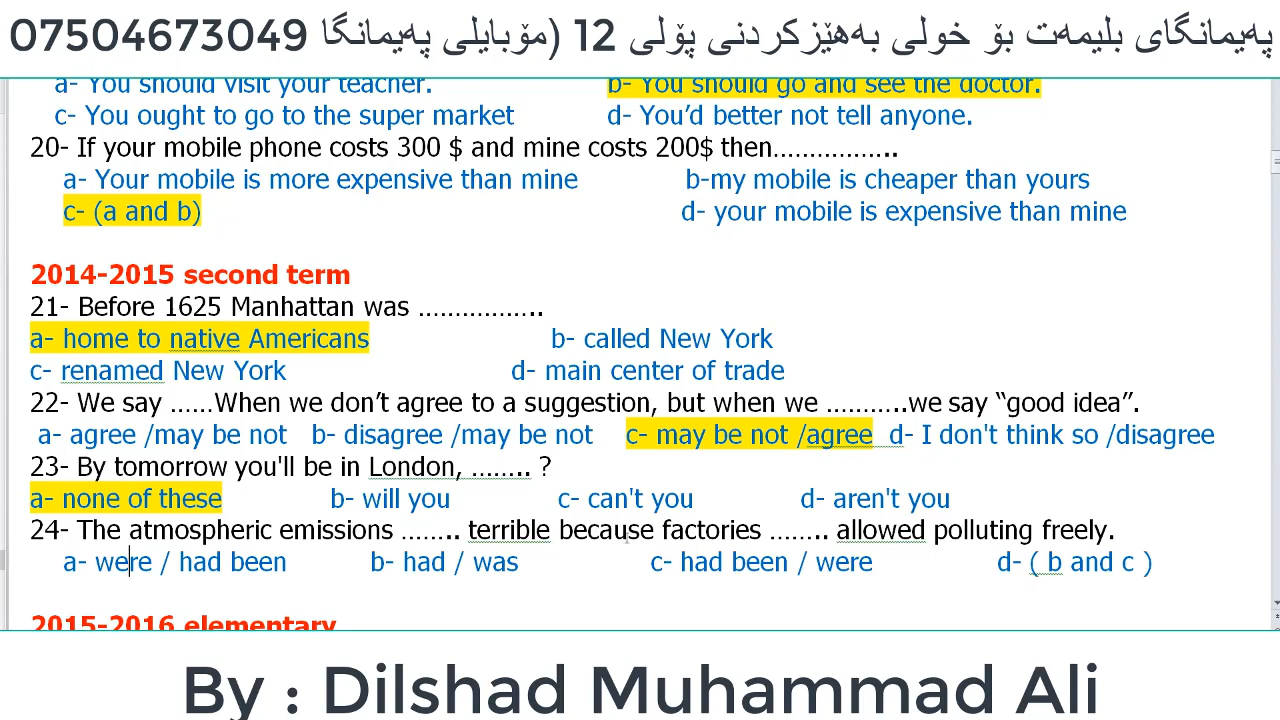 پەیمانگای بلیمەت بۆ خولی بەهێزکردنی پۆلی 12 (مۆبایلی پەیمانگا 07504673049
a- You should visit your teacher. b- You should go and see the doctor.
c- You ought to go to the super market d- You’d better not tell anyone.
20- If your mobile phone costs 300 $ and mine costs 200$ then……………..
a- Your mobile is more expensive than mine b-my mobile is cheaper than yours
c- (a and b) d- your mobile is expensive than mine
2014-2015 second term
21- Before 1625 Manhattan was ……………..
a- home to native Americans b- called New York
c- renamed New York d- main center of trade
22- We say ……When we don’t agree to a suggestion, but when we ………..we say “good idea”.
a- agree /may be not b- disagree /may be not c- may be not /agree d- I don't think so /disagree
23- By tomorrow you'll be in London, …….. ?
a- none of these b- will you c- can't you d- aren't you
24- The atmospheric emissions …….. terrible because factories …….. allowed polluting freely.
a- were / had been b- had / was c- had been / were d- ( b and c )
2015-2016 elementary
By : Dilshad Muhammad Ali